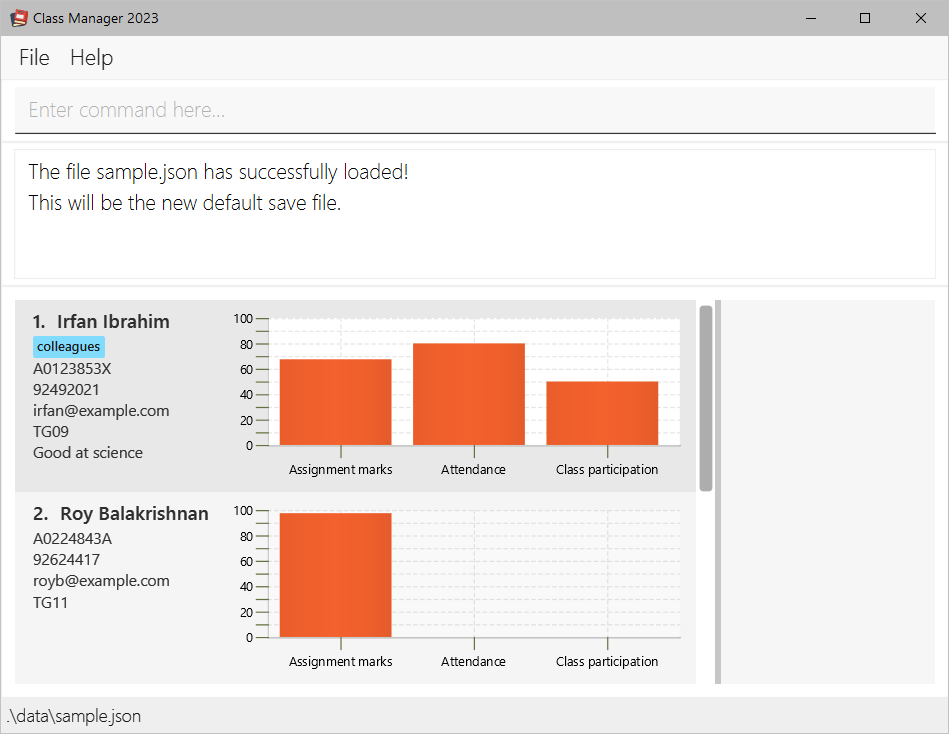 Class Manager 2023
File Help
Enter command here...
The file sample.json has successfully loaded!
This will be the new default save file.
1. Irfan Ibrahim
colleagues
A0123853X
92492021
irfan@example.com
TG09
Good at science
100
80
60
40
20
0
Assignment marks Attendance Class participation
2. Roy Balakrishnan
A0224843A
92624417
royb@example.com
TG11
100
80
60
40
20
0
Assignment marks Attendance Class participation
.\data\sample.json